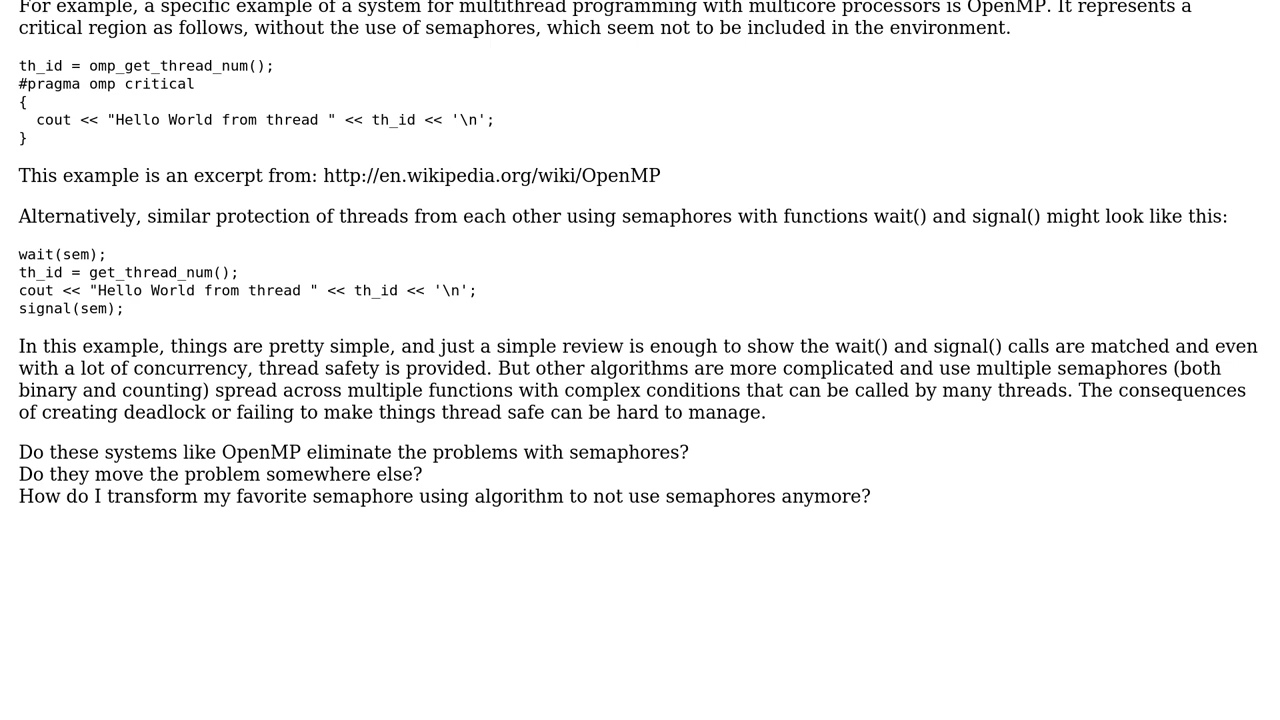 For example, a specific example of a system for multithread programming with multicore processors is OpenMP. It represents a
critical region as follows, without the use of semaphores, which seem not to be included in the environment.
th_id = omp_get_thread_num();
#pragma omp critical
{
  cout << "Hello World from thread " << th_id << '\n';
}
This example is an excerpt from: http://en.wikipedia.org/wiki/OpenMP
Alternatively, similar protection of threads from each other using semaphores with functions wait() and signal() might look like this:
wait(sem);
th_id = get_thread_num();
cout << "Hello World from thread " << th_id << '\n';
signal(sem);
In this example, things are pretty simple, and just a simple review is enough to show the wait() and signal() calls are matched and even
with a lot of concurrency, thread safety is provided. But other algorithms are more complicated and use multiple semaphores (both
binary and counting) spread across multiple functions with complex conditions that can be called by many threads. The consequences
of creating deadlock or failing to make things thread safe can be hard to manage.
Do these systems like OpenMP eliminate the problems with semaphores?
Do they move the problem somewhere else?
How do I transform my favorite semaphore using algorithm to not use semaphores anymore?